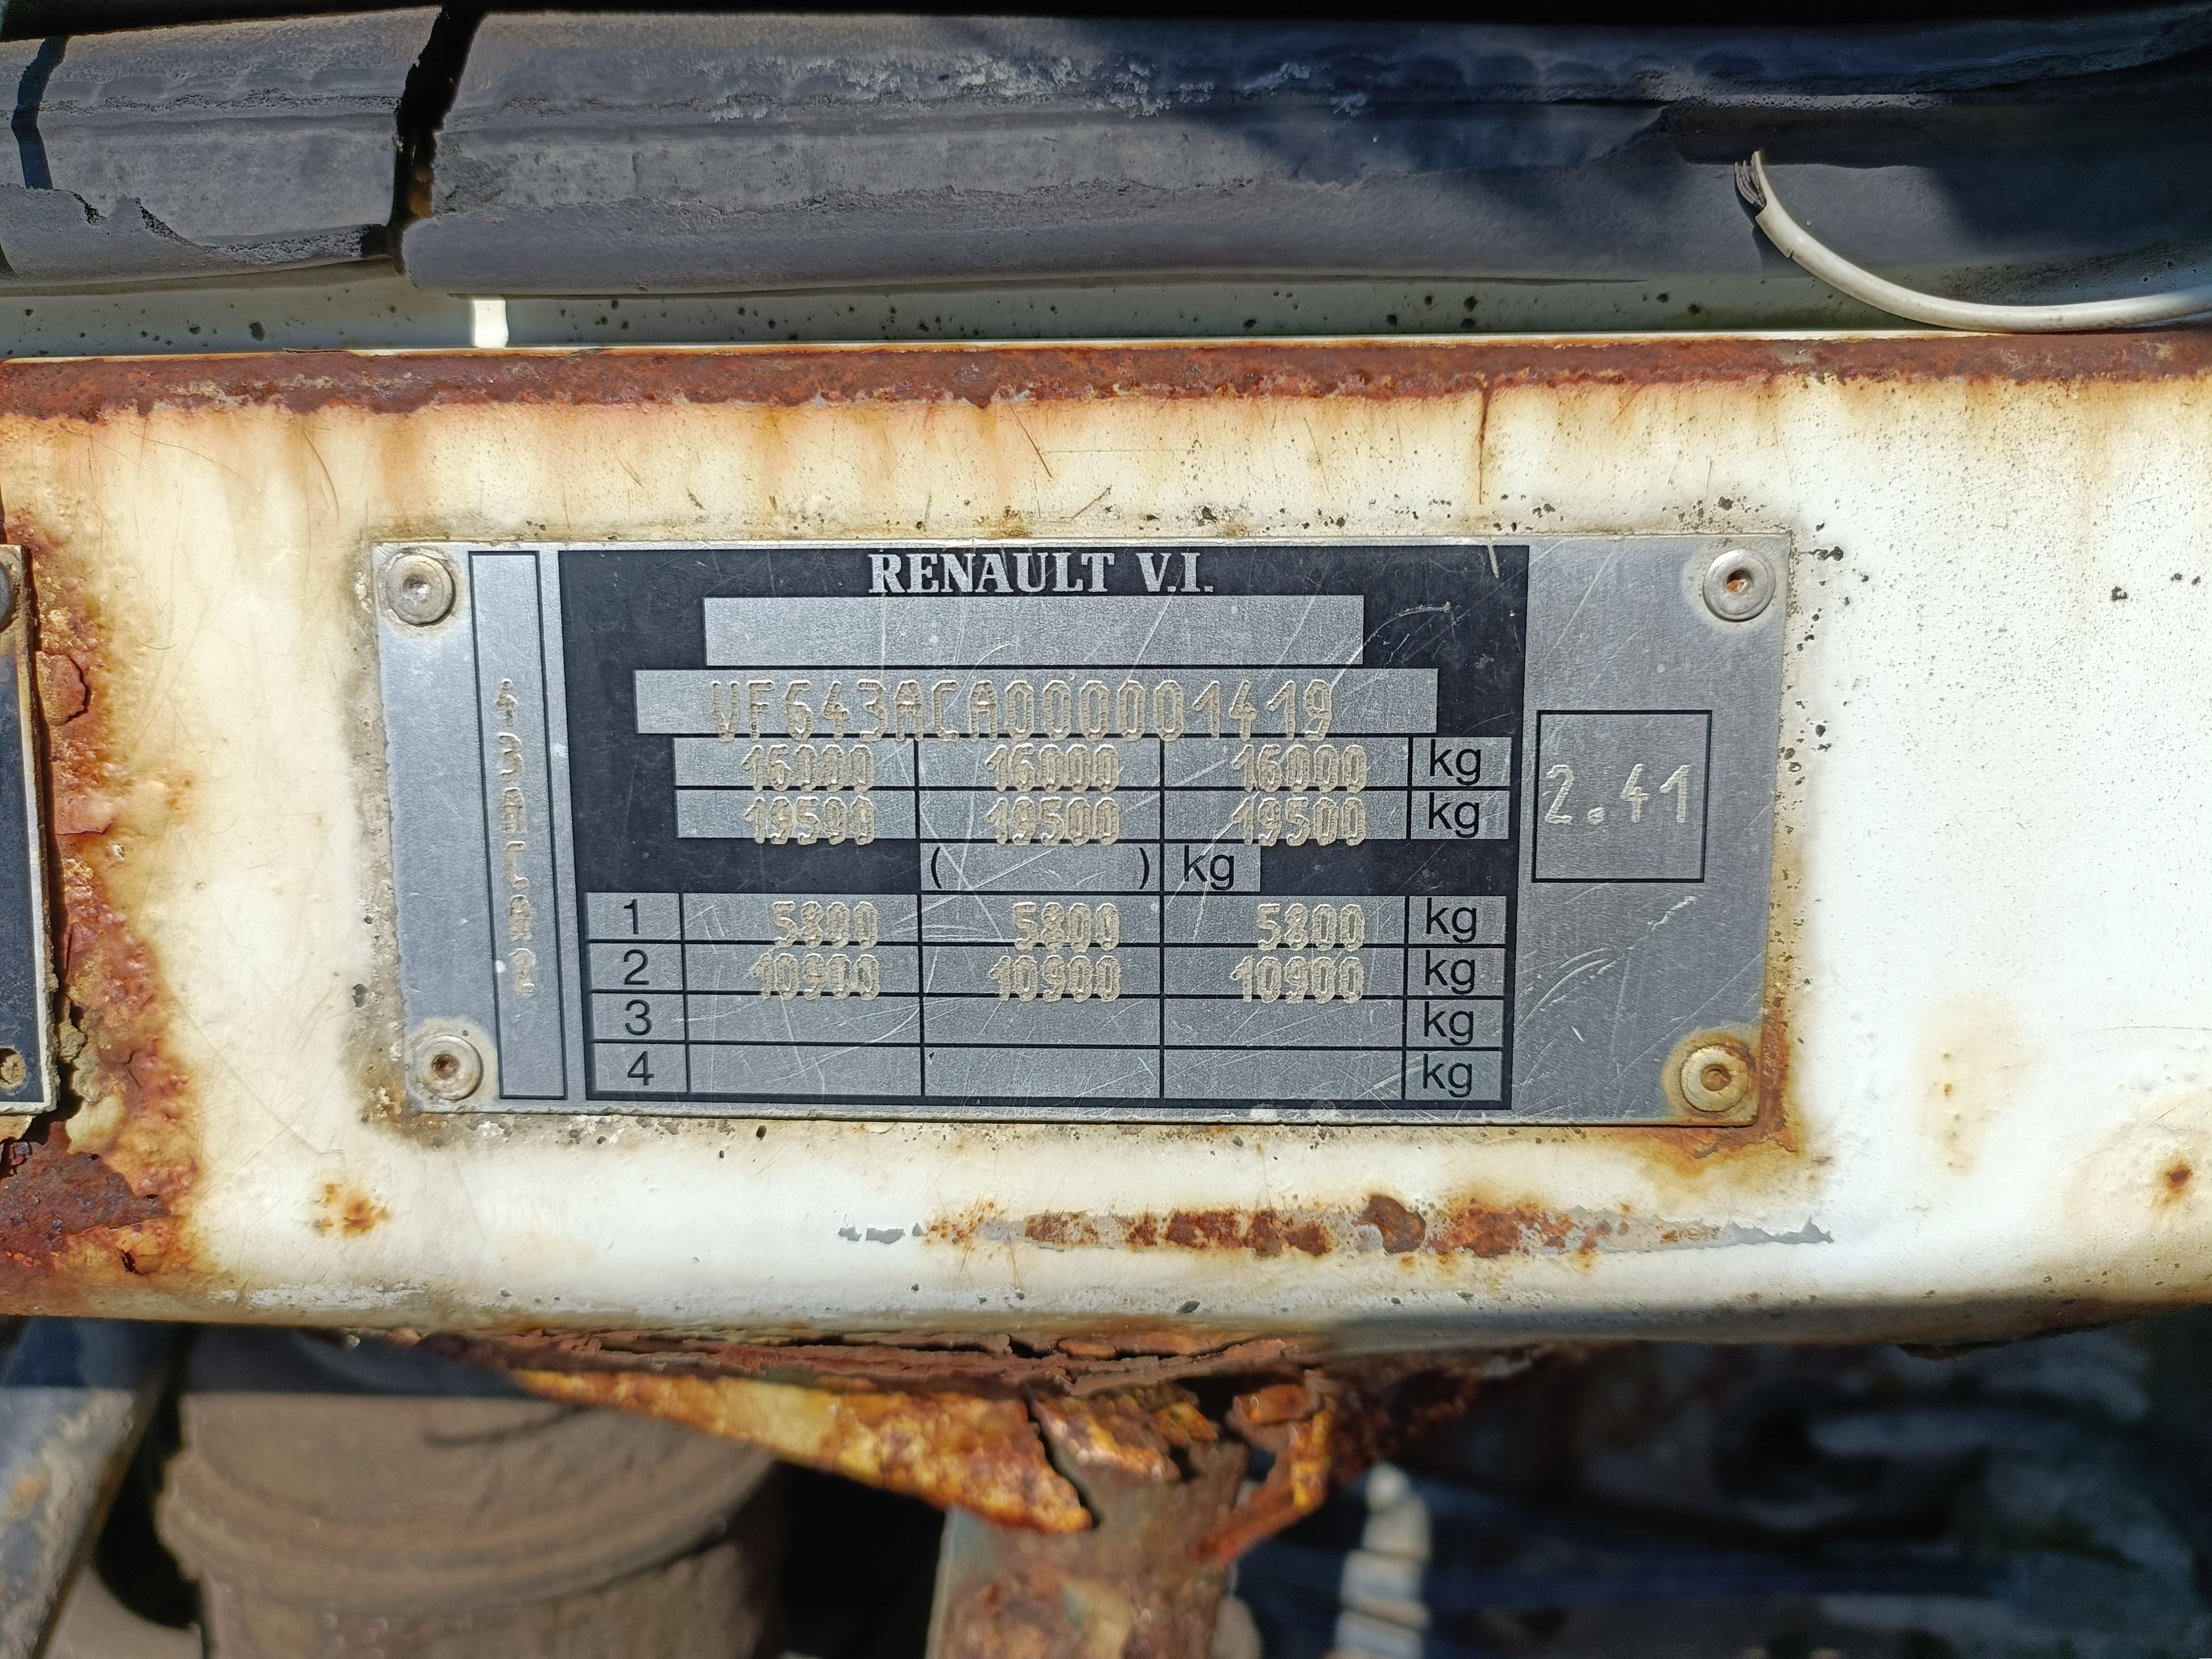 RENAULT V.I.
VF643ACA000001419
16000 16000 16000 kg
19500 19500 19500 kg
( ) kg
1 5800 5800 5800 kg
2 10900 10900 10900 kg
3 kg
4 kg
43ACA2
2.41